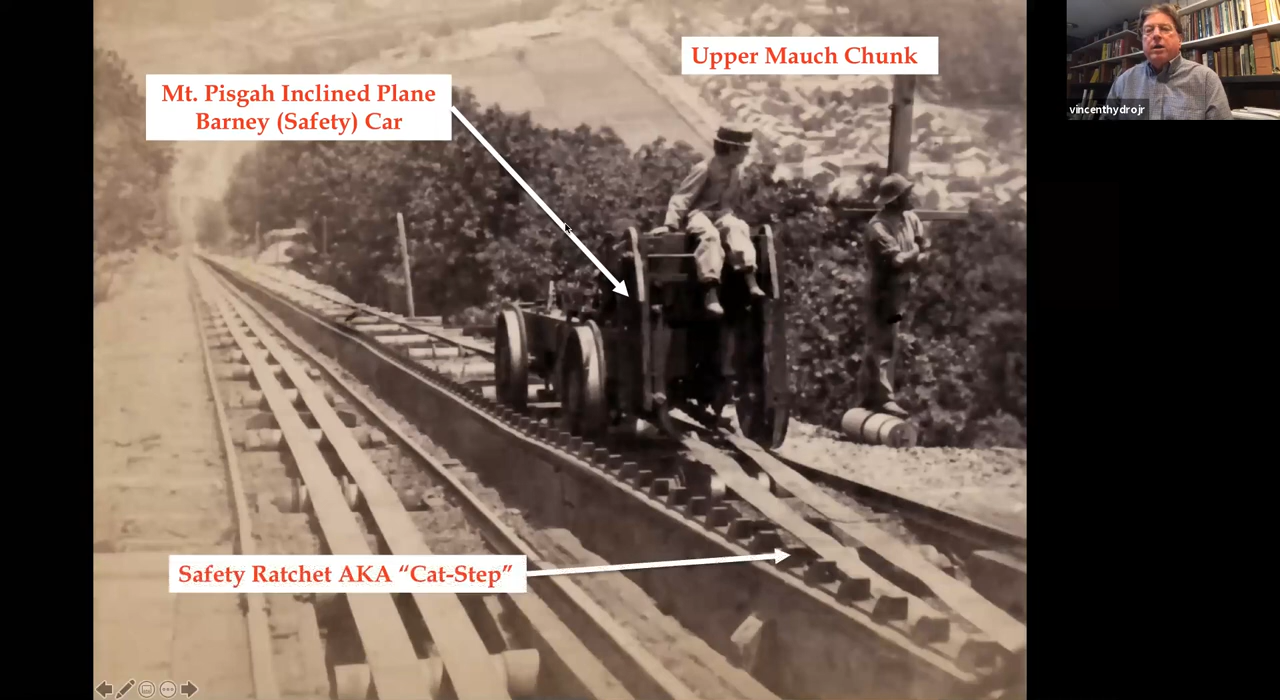 Upper Mauch Chunk
Mt. Pisgah Inclined Plane
Barney (Safety) Car
vincenthydrojr
Safety Ratchet AKA “Cat-Step”